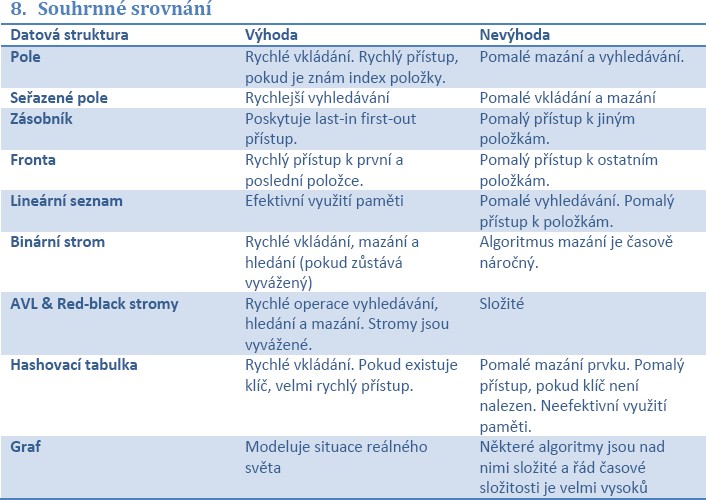 8. Souhrnné srovnání
Datová struktura Výhoda Nevýhoda
Pole Rychlé vkládání. Rychlý přístup, Pomalé mazání a vyhledávání.
pokud je znám index položky.
Seřazené pole Rychlejší vyhledávání Pomalé vkládání a mazání
Zásobník Poskytuje last-in first-out Pomalý přístup k jiným
přístup. položkám.
Fronta Rychlý přístup k první a Pomalý přístup k ostatním
poslední položce. položkám.
Lineární seznam Efektivní využití paměti Pomalé vyhledávání. Pomalý
přístup k položkám.
Binární strom Rychlé vkládání, mazání a Algoritmus mazání je časově
hledání (pokud zůstává náročný.
vyvážený)
AVL & Red-black stromy Rychlé operace vyhledávání, Složité
hledání a mazání. Stromy jsou
vyvážené.
Hashovací tabulka Rychlé vkládání. Pokud existuje Pomalé mazání prvku. Pomalý
klíč, velmi rychlý přístup. přístup, pokud klíč není
nalezen. Neefektivní využití
paměti.
Graf Modeluje situace reálného Některé algoritmy jsou nad
světa nimi složité a řád časové
složitosti je velmi vysoků